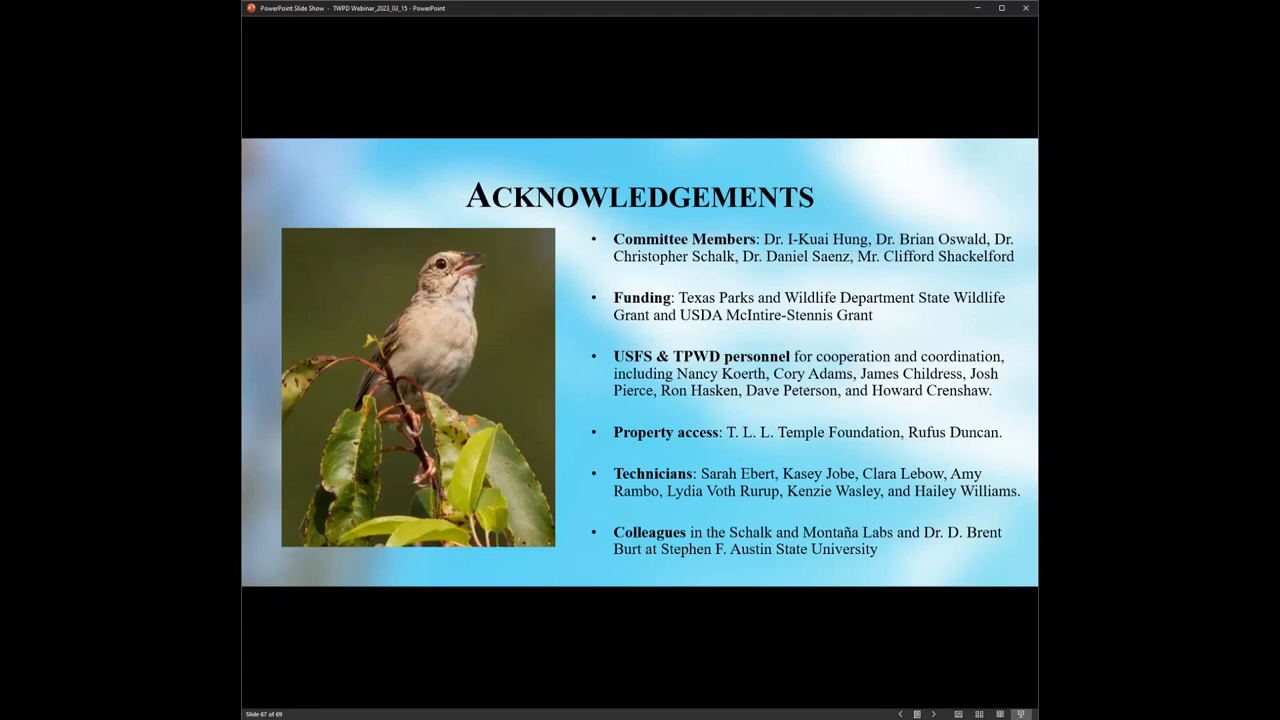 PowerPoint Slide Show - TWPD Webinar_2023_03_15 - PowerPoint
ACKNOWLEDGEMENTS
• Committee Members: Dr. I-Kuai Hung, Dr. Brian Oswald, Dr.
Christopher Schalk, Dr. Daniel Saenz, Mr. Clifford Shackelford
• Funding: Texas Parks and Wildlife Department State Wildlife
Grant and USDA McIntire-Stennis Grant
• USFS & TPWD personnel for cooperation and coordination,
including Nancy Koerth, Cory Adams, James Childress, Josh
Pierce, Ron Hasken, Dave Peterson, and Howard Crenshaw.
• Property access: T. L. L. Temple Foundation, Rufus Duncan.
• Technicians: Sarah Ebert, Kasey Jobe, Clara Lebow, Amy
Rambo, Lydia Voth Rurup, Kenzie Wasley, and Hailey Williams.
• Colleagues in the Schalk and Montaña Labs and Dr. D. Brent
Burt at Stephen F. Austin State University
Slide 67 of 69